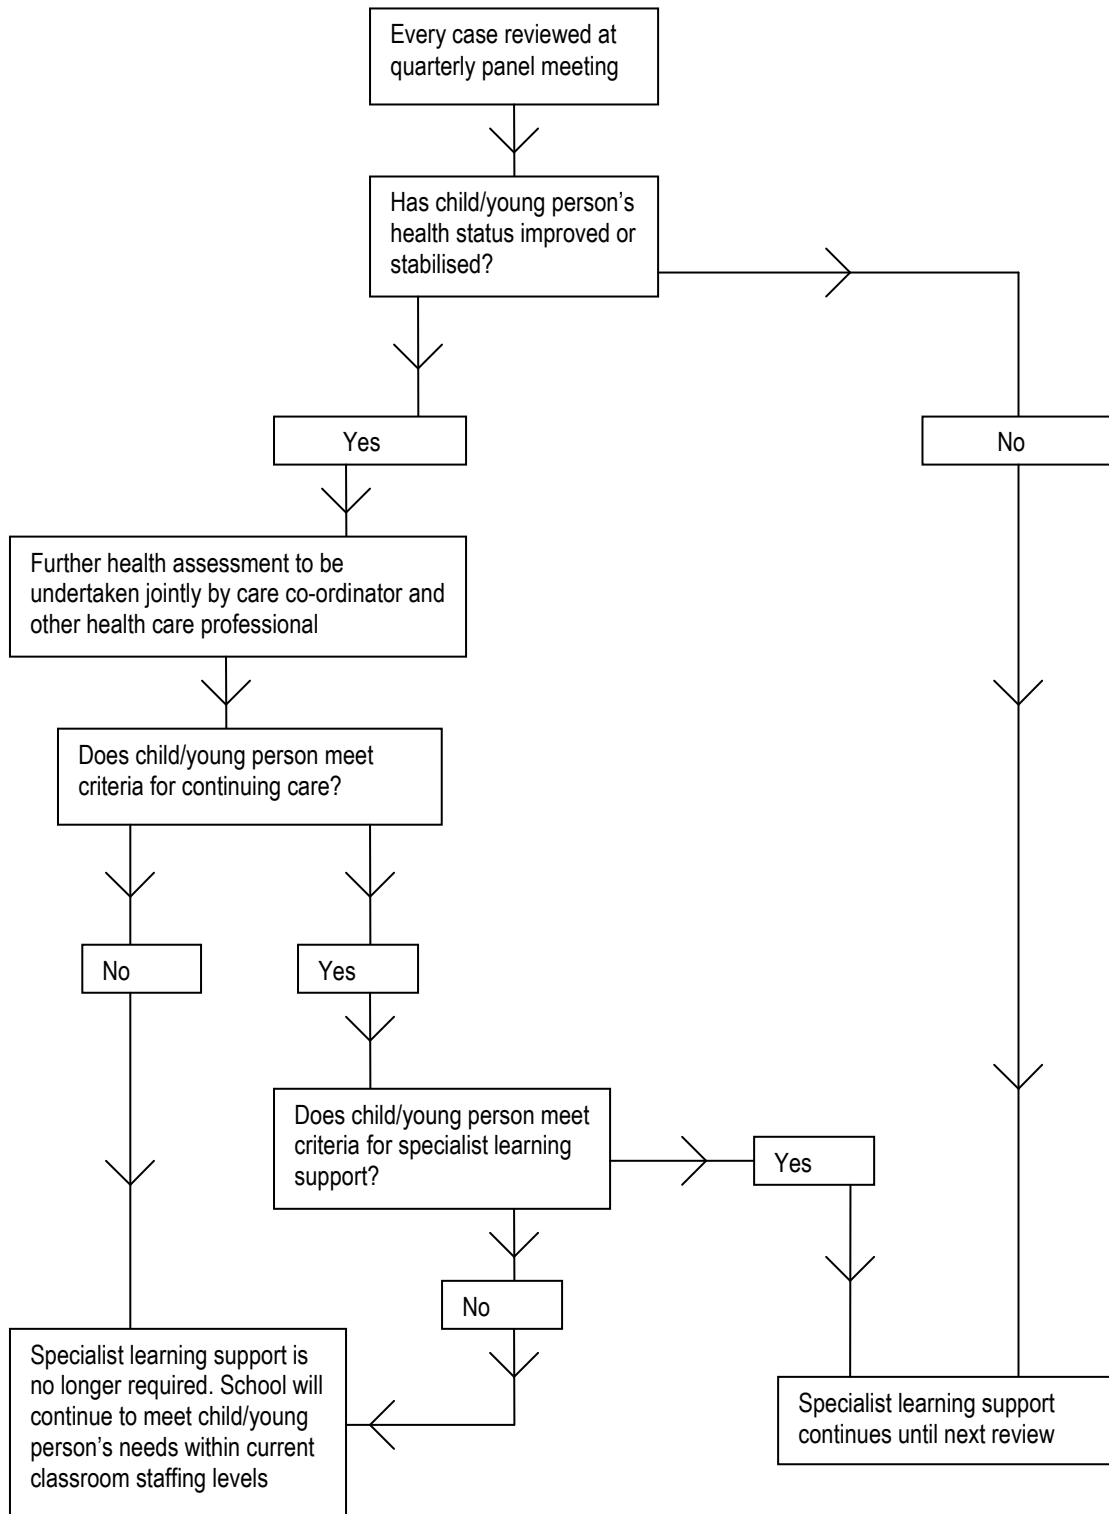 Every case reviewed at
quarterly panel meeting
Has child/young person’s
health status improved or
stabilised?
Yes
No
Further health assessment to be
undertaken jointly by care co-ordinator and
other health care professional
Does child/young person meet
criteria for continuing care?
No
Yes
Does child/young person meet
criteria for specialist learning
support?
Yes
No
Specialist learning support is
no longer required. School will
continue to meet child/young
person’s needs within current
classroom staffing levels
Specialist learning support
continues until next review